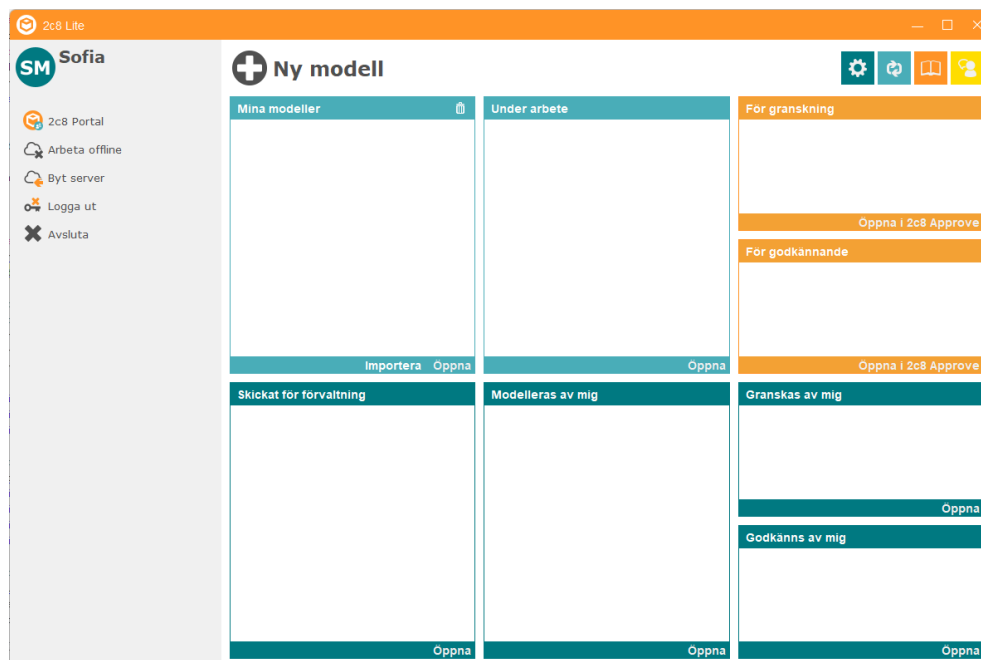 2c8 Lite
SM
Sofia
2c8 Portal
Arbeta offline
Byt server
Logga ut
Avsluta
Ny modell
Mina modeller
Importera Öppna
Under arbete
Öppna
För granskning
Öppna i 2c8 Approve
För godkännande
Öppna i 2c8 Approve
Skickat för förvaltning
Öppna
Modelleras av mig
Öppna
Granskas av mig
Öppna
Godkänns av mig
Öppna